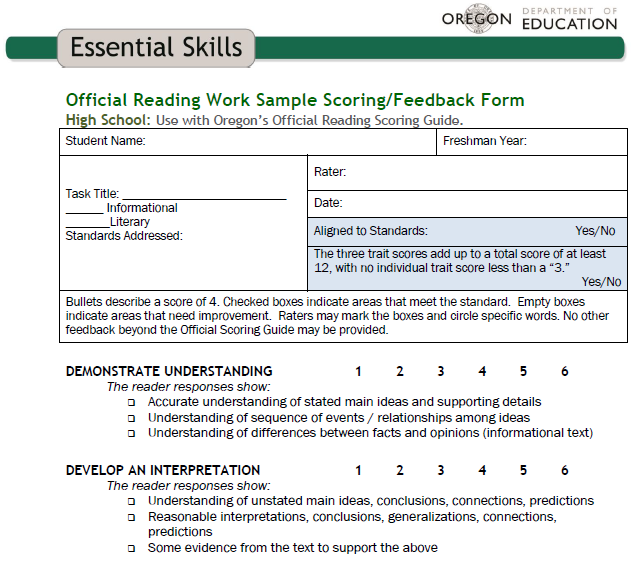 OREGON DEPARTMENT OF EDUCATION
Essential Skills
Official Reading Work Sample Scoring/Feedback Form
High School: Use with Oregon's Official Reading Scoring Guide.
Student Name: Freshman Year:
Rater:
Task Title: ________________________
______ Informational
_______Literary
Standards Addressed:
Date:
Aligned to Standards: Yes/No
The three trait scores add up to a total score of at least
12, with no individual trait score less than a “3.”
Yes/No
Bullets describe a score of 4. Checked boxes indicate areas that meet the standard. Empty boxes
indicate areas that need improvement. Raters may mark the boxes and circle specific words. No other
feedback beyond the Official Scoring Guide may be provided.
DEMONSTRATE UNDERSTANDING 1 2 3 4 5 6
The reader responses show:
❑ Accurate understanding of stated main ideas and supporting details
❑ Understanding of sequence of events / relationships among ideas
❑ Understanding of differences between facts and opinions (informational text)
DEVELOP AN INTERPRETATION 1 2 3 4 5 6
The reader responses show:
❑ Understanding of unstated main ideas, conclusions, connections, predictions
❑ Reasonable interpretations, conclusions, generalizations, connections,
predictions
❑ Some evidence from the text to support the above